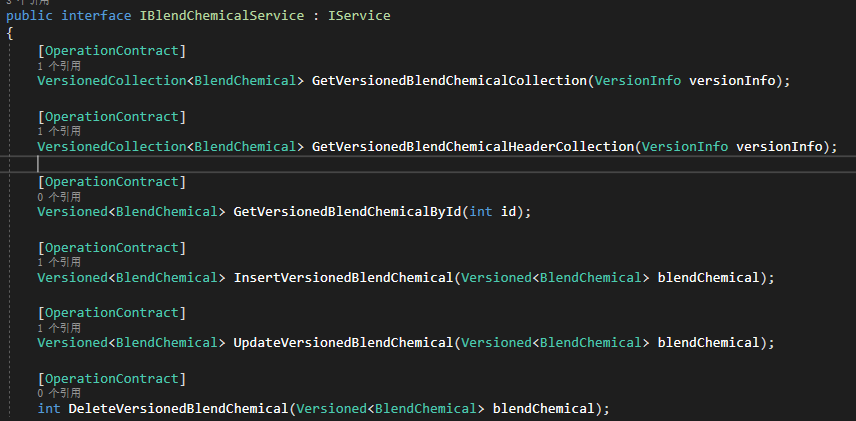 3 个引用
public interface IBlendChemicalService : IService
{
[OperationContract]
1 个引用
VersionedCollection<BlendChemical> GetVersionedBlendChemicalCollection(VersionInfo versionInfo);
[OperationContract]
1 个引用
VersionedCollection<BlendChemical> GetVersionedBlendChemicalHeaderCollection(VersionInfo versionInfo);
[OperationContract]
0 个引用
Versioned<BlendChemical> GetVersionedBlendChemicalById(int id);
[OperationContract]
1 个引用
Versioned<BlendChemical> InsertVersionedBlendChemical(Versioned<BlendChemical> blendChemical);
[OperationContract]
1 个引用
Versioned<BlendChemical> UpdateVersionedBlendChemical(Versioned<BlendChemical> blendChemical);
[OperationContract]
0 个引用
int DeleteVersionedBlendChemical(Versioned<BlendChemical> blendChemical);